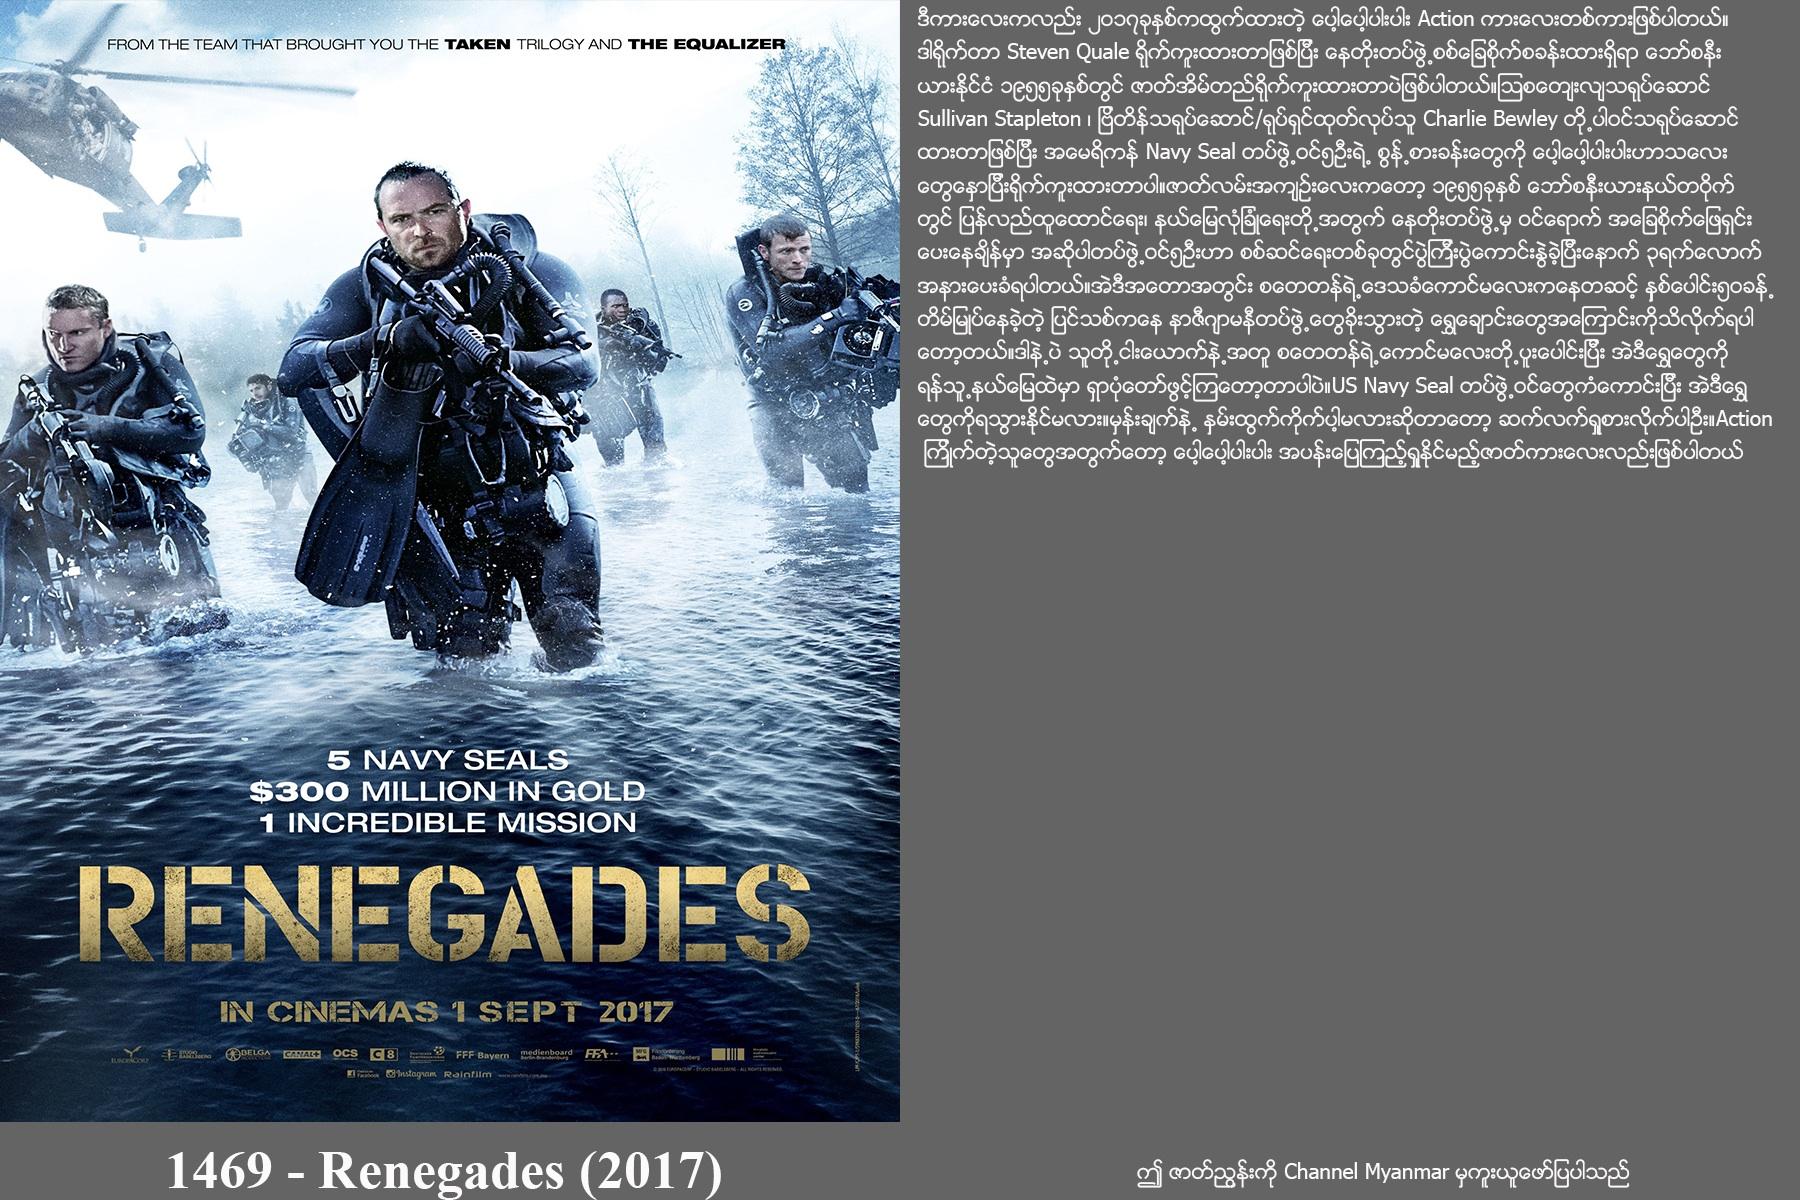 FROM THE TEAM THAT BROUGHT YOU THE TAKEN TRILOGY AND THE EQUALIZER
5 NAVY SEALS
$300 MILLION IN GOLD
1 INCREDIBLE MISSION
RENEGADES
IN CINEMAS 1 SEPT 2017
EUROPACORP STUDIO BABELSBERG BELGA CANAL+ OCS C8 FFF Bayern medienboard Berlin-Brandenburg FFA MFG Filmförderung Baden-Württemberg
Facebook Instagram Rainfilm
1469 - Renegades (2017)
ဒီကားလေးကလည်း ၂၀၁၇ခုနှစ်ကထွက်ထားတဲ့ ပေါ့ပေါ့ပါးပါး Action ကားလေးတစ်ကားဖြစ်ပါတယ်။
ဒါရိုက်တာ Steven Quale ရိုက်ကူးထားတာဖြစ်ပြီး နေတိုးတပ်ဖွဲ့စစ်ခြေစိုက်စခန်းထားရှိရာ ဘော်စနီး
ယားနိုင်ငံ ၁၉၅၅ခုနှစ်တွင် ဇာတ်အိမ်တည်ရိုက်ကူးထားတာပဲဖြစ်ပါတယ်။ဩစတြေးလျသရုပ်ဆောင်
Sullivan Stapleton ၊ ဗြိတိန်သရုပ်ဆောင်/ရုပ်ရှင်ထုတ်လုပ်သူ Charlie Bewley တို့ပါဝင်သရုပ်ဆောင်
ထားတာဖြစ်ပြီး အမေရိကန် Navy Seal တပ်ဖွဲ့ဝင်၅ဦးရဲ့ စွန့်စားခန်းတွေကို ပေါ့ပေါ့ပါးပါးဟာသလေး
တွေနှောပြီးရိုက်ကူးထားတာပါ။ဇာတ်လမ်းအကျဉ်းလေးကတော့ ၁၉၅၅ခုနှစ် ဘော်စနီးယားနယ်တဝိုက်
တွင် ပြန်လည်ထူထောင်ရေး၊ နယ်မြေလုံခြုံရေးတို့အတွက် နေတိုးတပ်ဖွဲ့မှ ဝင်ရောက် အခြေစိုက်ဖြေရှင်း
ပေးနေချိန်မှာ အဆိုပါတပ်ဖွဲ့ဝင်၅ဦးဟာ စစ်ဆင်ရေးတစ်ခုတွင်ပွဲကြီးပွဲကောင်းနွှဲခဲ့ပြီးနောက် ၃ရက်လောက်
အနားပေးခံရပါတယ်။အဲဒီအတောအတွင်း စတေတန်ရဲ့ဒေသခံကောင်မလေးကနေတဆင့် နှစ်ပေါင်း၅၀ခန့်
တိမ်မြုပ်နေခဲ့တဲ့ ပြင်သစ်ကနေ နာဇီဂျာမနီတပ်ဖွဲ့တွေခိုးသွားတဲ့ ရွှေချောင်းတွေအကြောင်းကိုသိလိုက်ရပါ
တော့တယ်။ဒါနဲ့ပဲ သူတို့ငါးယောက်နဲ့အတူ စတေတန်ရဲ့ကောင်မလေးတို့ပူးပေါင်းပြီး အဲဒီရွှေတွေကို
ရန်သူ့နယ်မြေထဲမှာ ရှာပုံတော်ဖွင့်ကြတော့တာပါပဲ။US Navy Seal တပ်ဖွဲ့ဝင်တွေကံကောင်းပြီး အဲဒီရွှေ
တွေကိုရသွားနိုင်မလား။မှန်းချက်နဲ့ နှမ်းထွက်ကိုက်ပါ့မလားဆိုတာတော့ ဆက်လက်ရှုစားလိုက်ပါဦး။Action
ကြိုက်တဲ့သူတွေအတွက်တော့ ပေါ့ပေါ့ပါးပါး အပန်းပြေကြည့်ရှုနိုင်မည့်ဇာတ်ကားလေးလည်းဖြစ်ပါတယ်
ဤ ဇာတ်ညွှန်းကို Channel Myanmar မှကူးယူဖော်ပြပါသည်